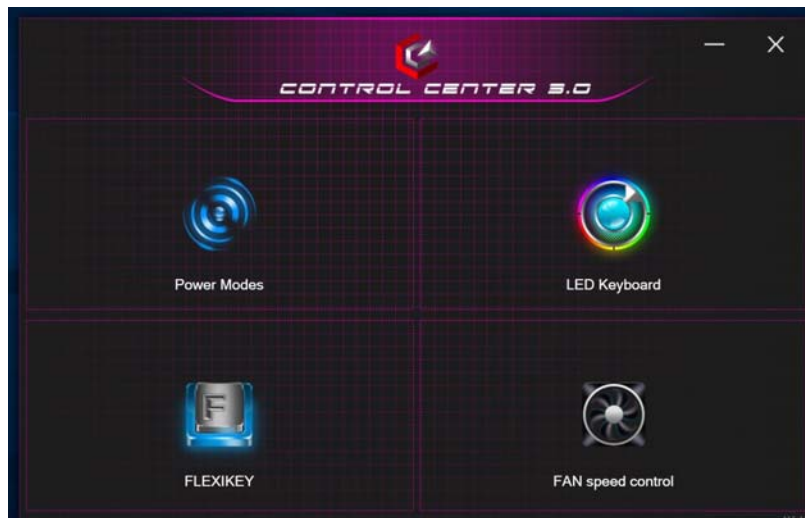 CONTROL CENTER 3.0
Power Modes
LED Keyboard
F
FLEXIKEY
FAN speed control